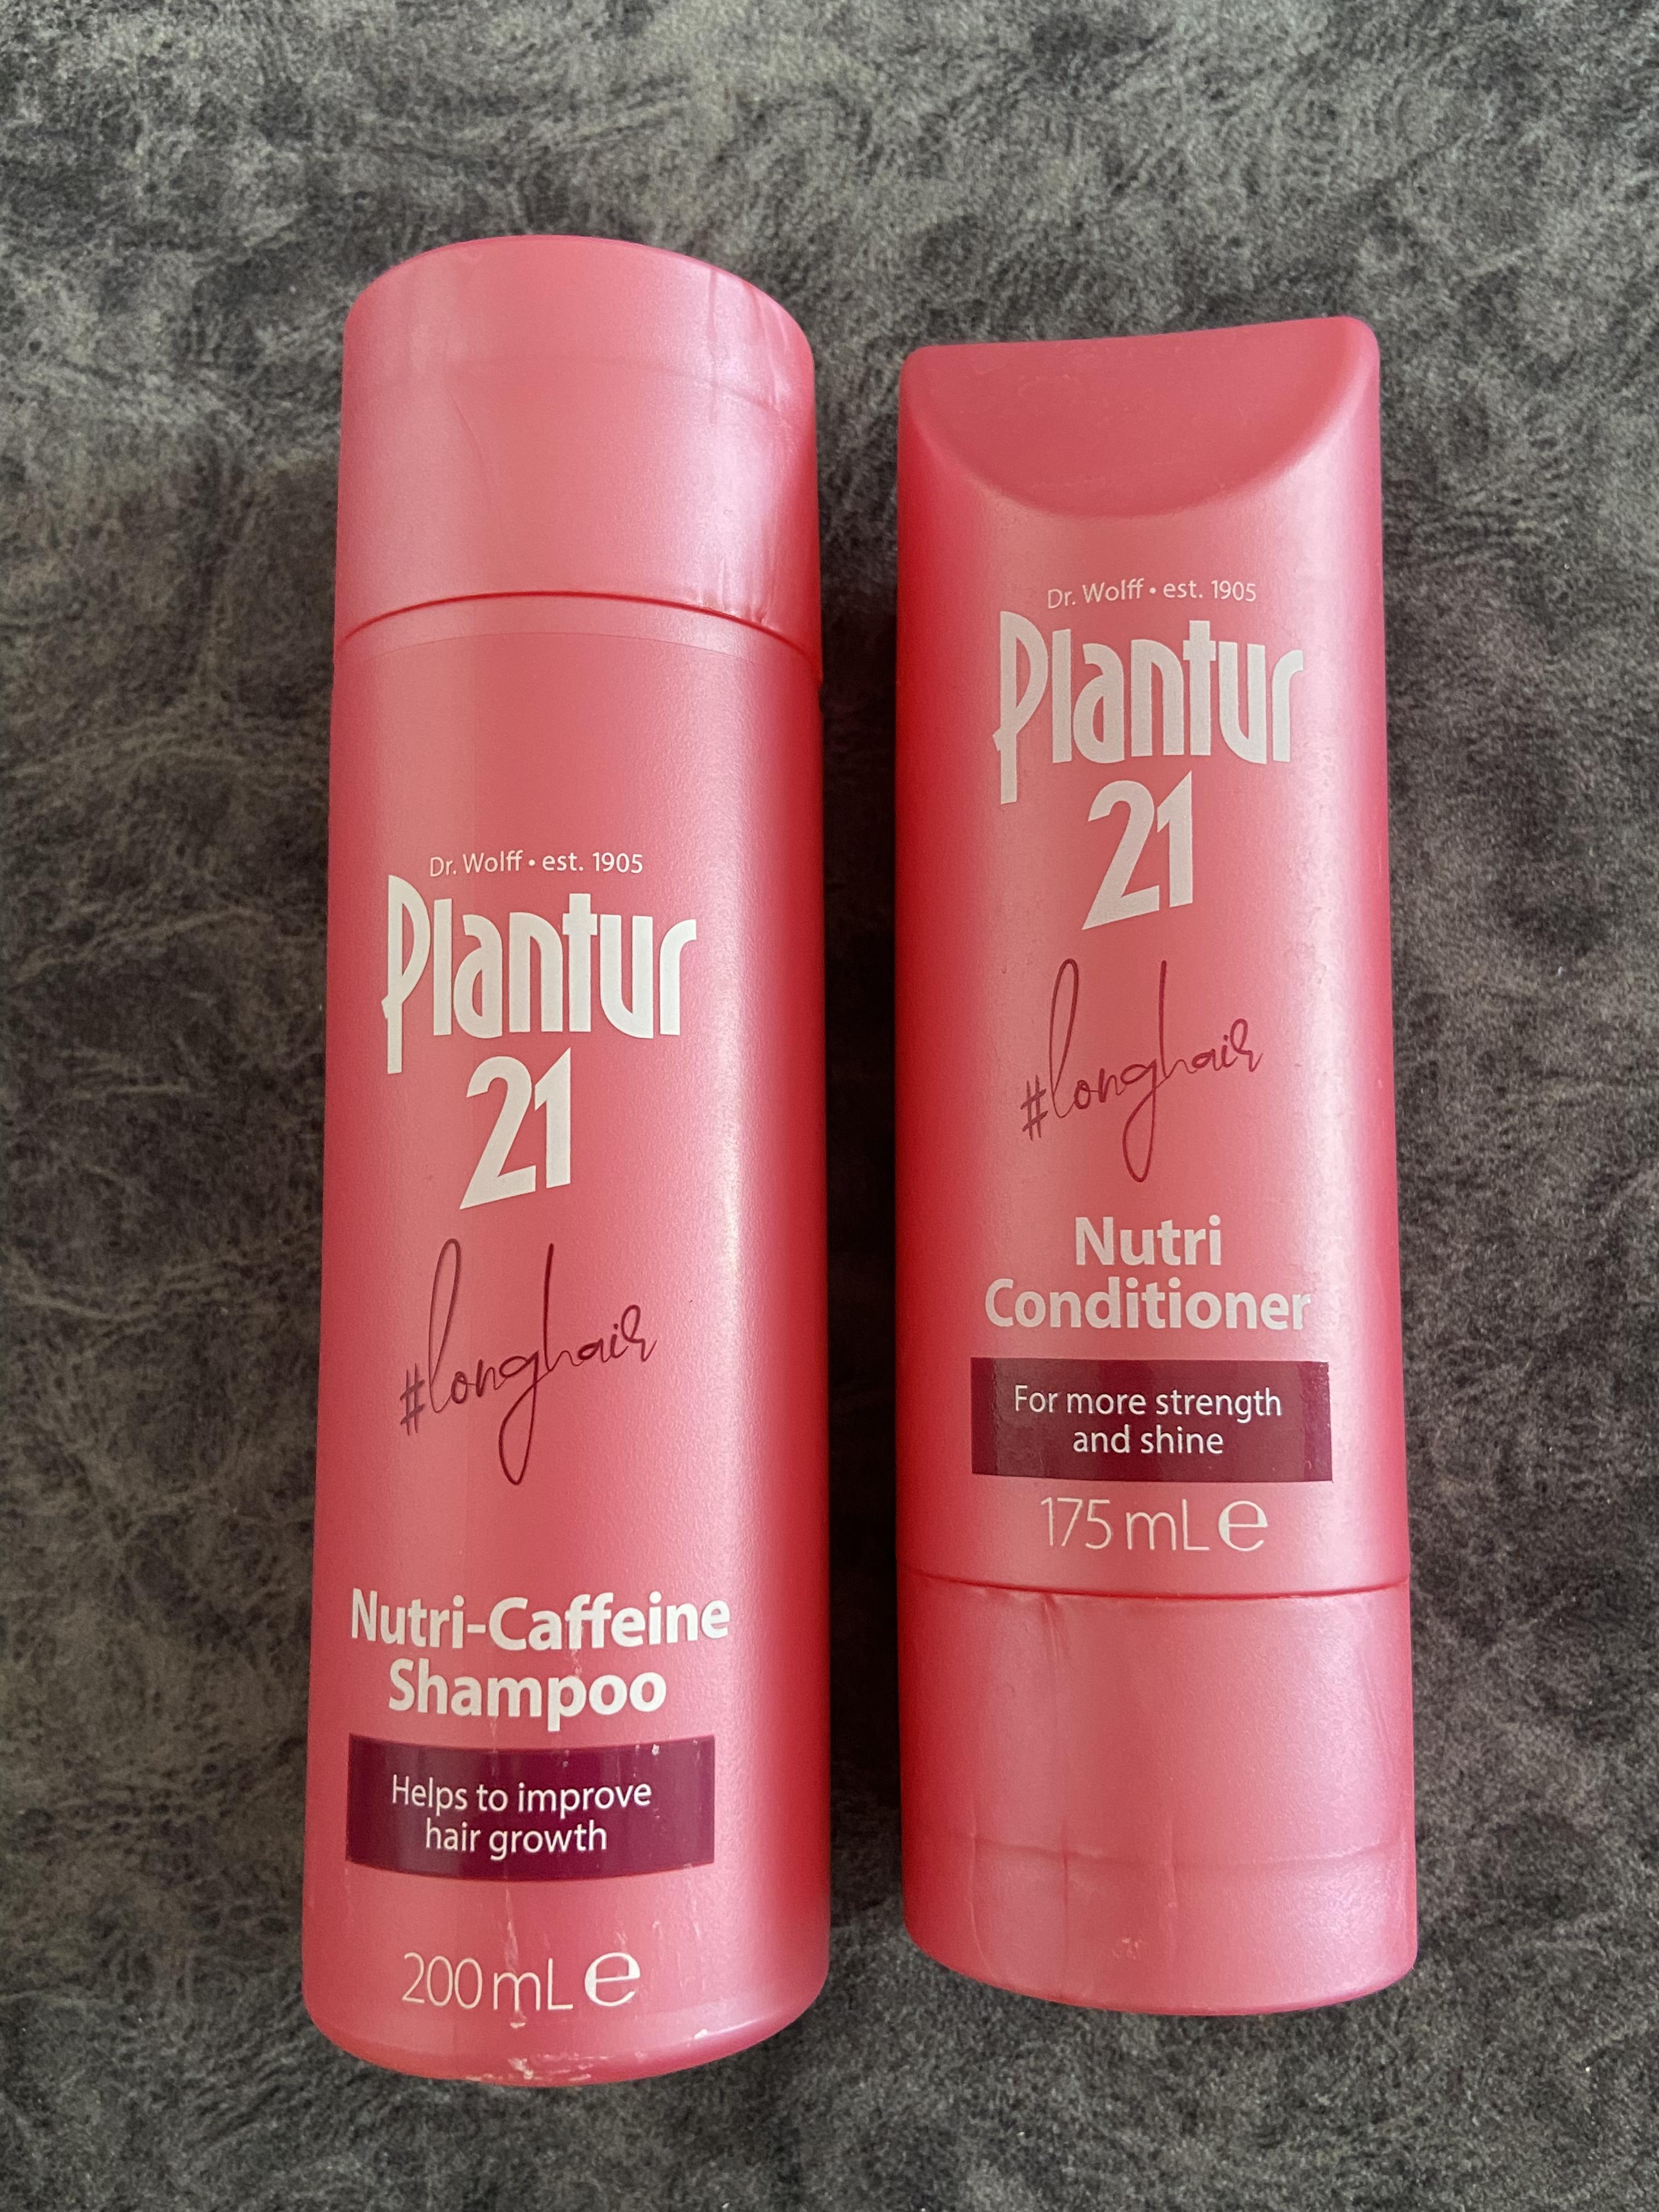 Dr. Wolff • est. 1905
Plantur
21
#longhair
Nutri-Caffeine
Shampoo
Helps to improve
hair growth
200 mL ℮
Dr. Wolff • est. 1905
Plantur
21
#longhair
Nutri
Conditioner
For more strength
and shine
175 mL ℮